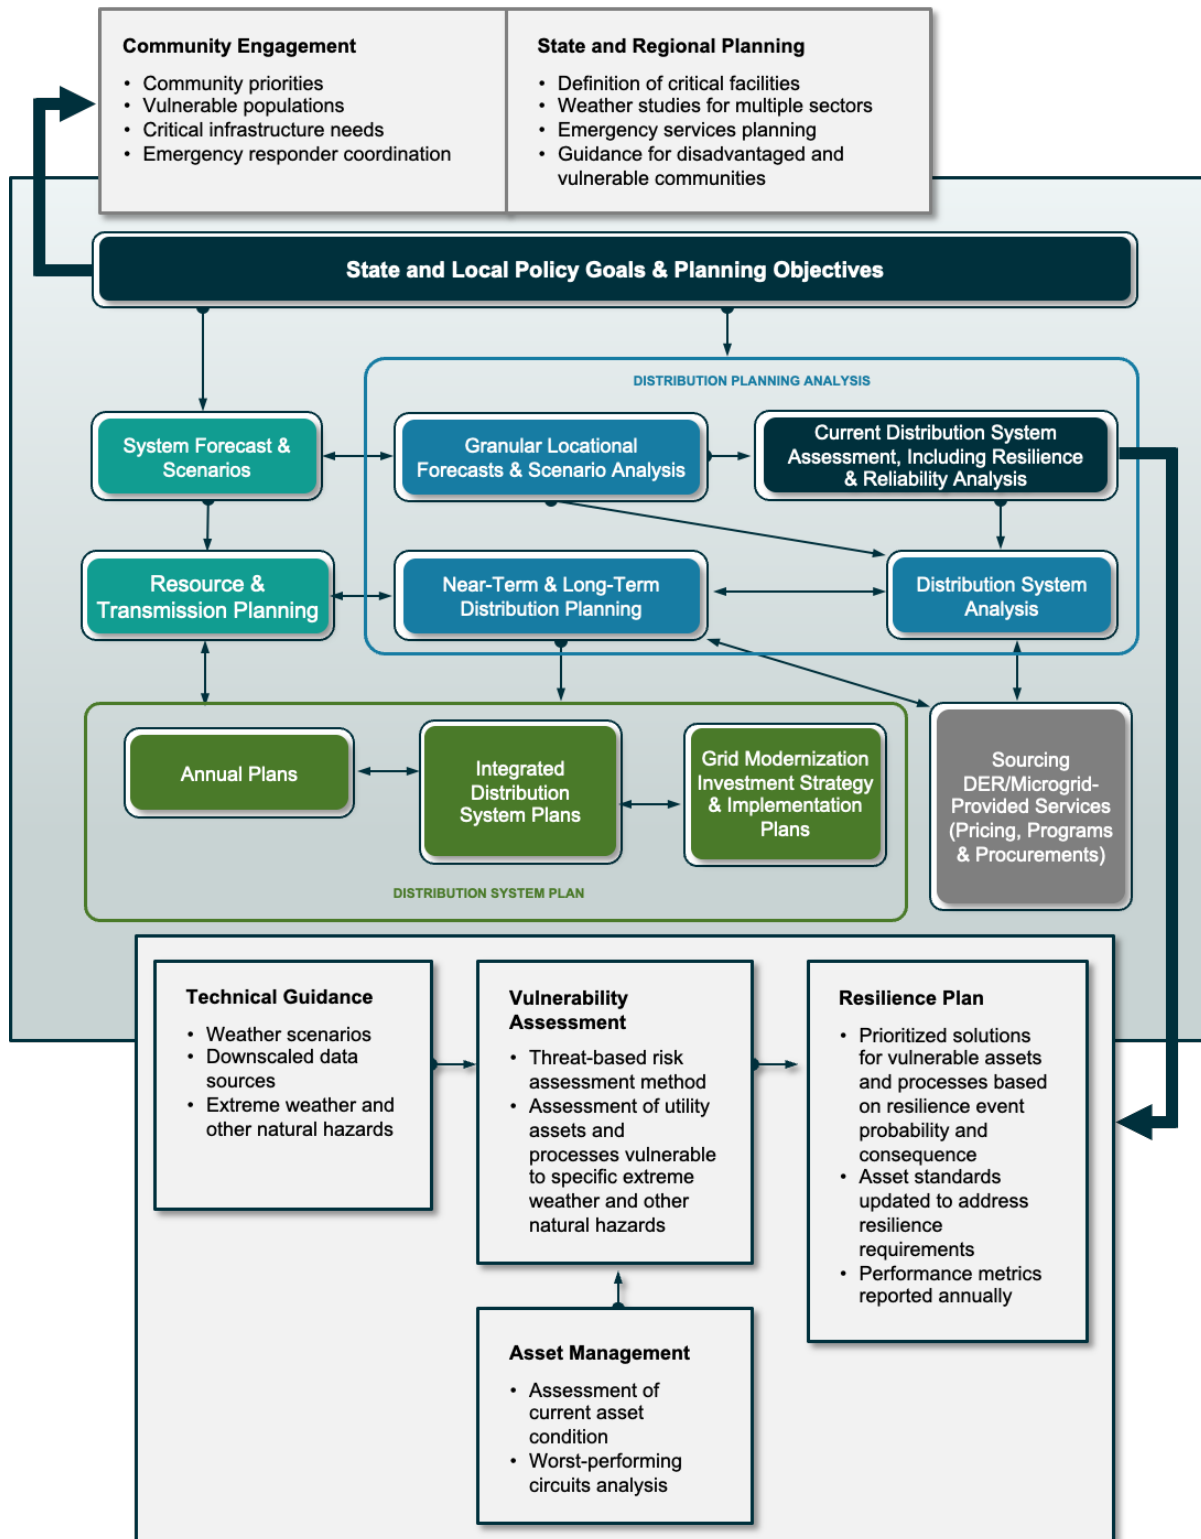 Community Engagement
• Community priorities
• Vulnerable populations
• Critical infrastructure needs
• Emergency responder coordination
State and Regional Planning
• Definition of critical facilities
• Weather studies for multiple sectors
• Emergency services planning
• Guidance for disadvantaged and
vulnerable communities
State and Local Policy Goals & Planning Objectives
DISTRIBUTION PLANNING ANALYSIS
System Forecast &
Scenarios
Granular Locational
Forecasts & Scenario Analysis
Current Distribution System
Assessment, Including Resilience
& Reliability Analysis
Resource &
Transmission Planning
Near-Term & Long-Term
Distribution Planning
Distribution System
Analysis
Annual Plans
Integrated
Distribution
System Plans
Grid Modernization
Investment Strategy
& Implementation
Plans
Sourcing
DER/Microgrid-
Provided Services
(Pricing, Programs
& Procurements)
DISTRIBUTION SYSTEM PLAN
Technical Guidance
• Weather scenarios
• Downscaled data
sources
• Extreme weather and
other natural hazards
Vulnerability
Assessment
• Threat-based risk
assessment method
• Assessment of utility
assets and
processes vulnerable
to specific extreme
weather and other
natural hazards
Resilience Plan
• Prioritized solutions
for vulnerable assets
and processes based
on resilience event
probability and
consequence
• Asset standards
updated to address
resilience
requirements
• Performance metrics
reported annually
Asset Management
• Assessment of
current asset
condition
• Worst-performing
circuits analysis